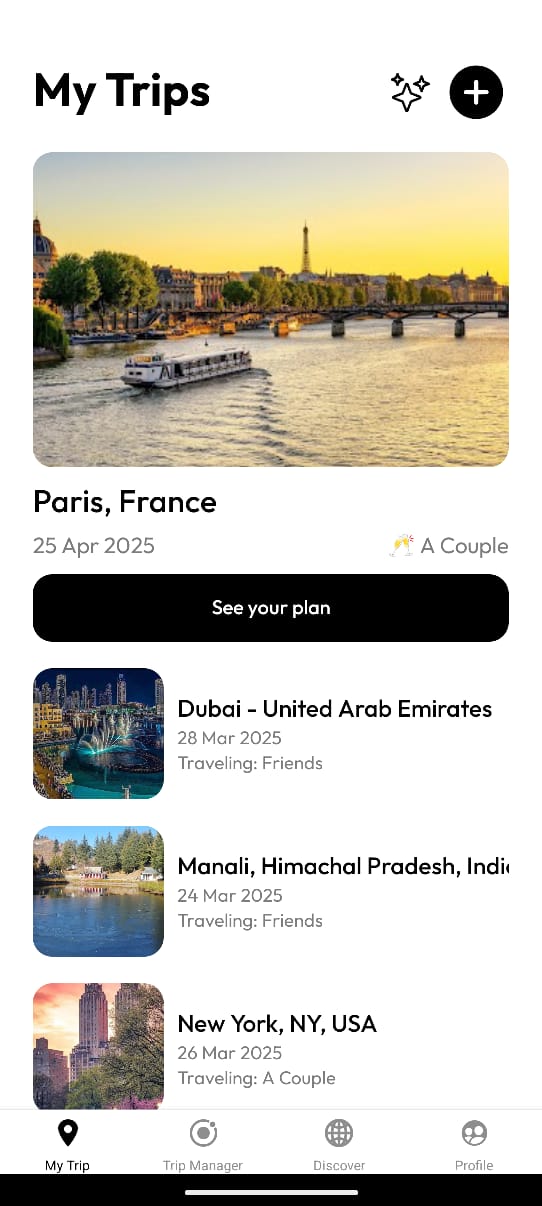 My Trips
Paris, France
25 Apr 2025
🥂 A Couple
See your plan
Dubai - United Arab Emirates
28 Mar 2025
Traveling: Friends
Manali, Himachal Pradesh, Indi
24 Mar 2025
Traveling: Friends
New York, NY, USA
26 Mar 2025
Traveling: A Couple
My Trip
Trip Manager
Discover
Profile